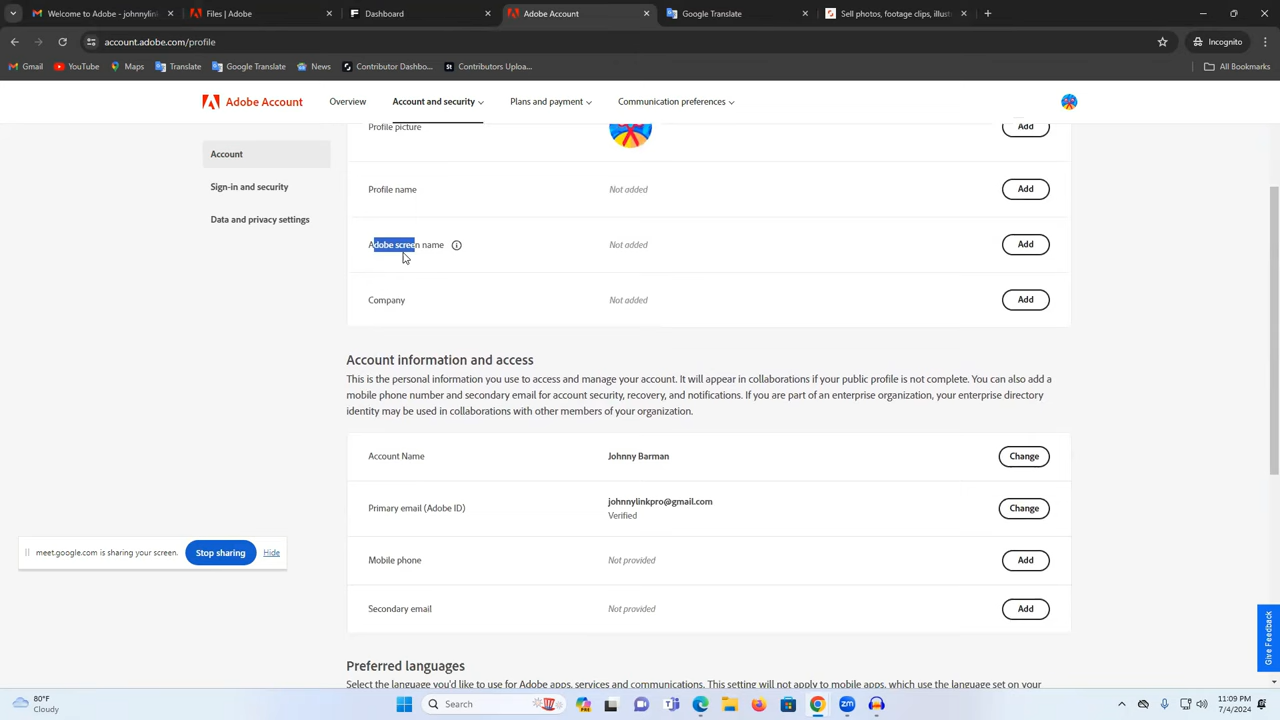 Welcome to Adobe - johnnylink
Files | Adobe
Dashboard
Adobe Account
Google Translate
Sell photos, footage clips, illust
account.adobe.com/profile
Incognito
Gmail
YouTube
Maps
Google Translate
Google Translate
News
Contributor Dashbo...
St Contributors Uploa...
All Bookmarks
Adobe Account
Overview
Account and security
Plans and payment
Communication preferences
Account
Sign-in and security
Data and privacy settings
Profile picture
Add
Profile name
Not added
Add
Adobe screen name
Not added
Add
Company
Not added
Add
Account information and access
This is the personal information you use to access and manage your account. It will appear in collaborations if your public profile is not complete. You can also add a
mobile phone number and secondary email for account security, recovery, and notifications. If you are part of an enterprise organization, your enterprise directory
identity may be used in collaborations with other members of your organization.
Account Name
Johnny Barman
Change
Primary email (Adobe ID)
johnnylinkpro@gmail.com
Verified
Change
Mobile phone
Not provided
Add
Secondary email
Not provided
Add
meet.google.com is sharing your screen.
Stop sharing
Hide
Give Feedback
Preferred languages
Select the language you'd like to use for Adobe apps, services and communications. This setting will not apply to mobile apps, which use the language set on your
80°F
Cloudy
Search
zm
11:09 PM
7/4/2024